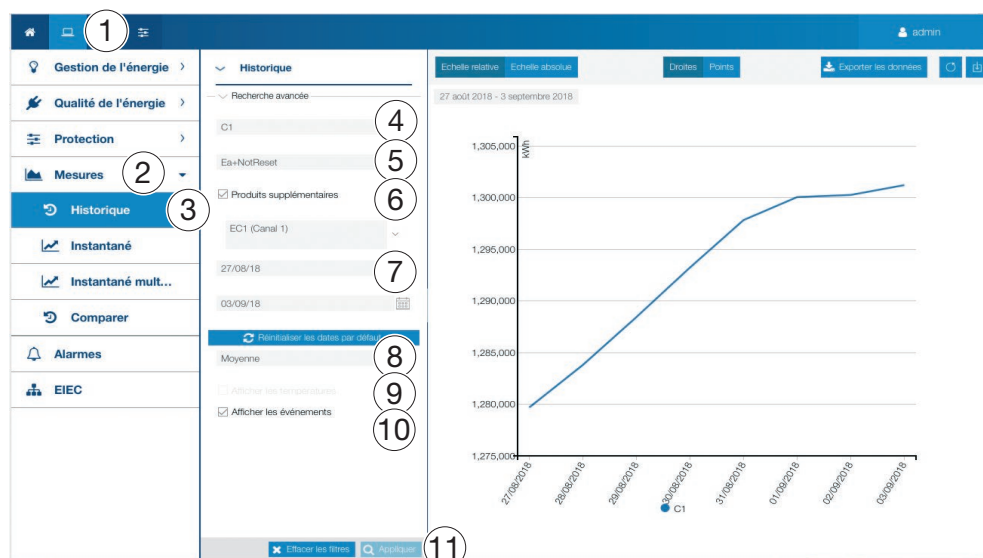 1
admin
Gestion de l'énergie
Qualité de l'énergie
Protection
Mesures
2
Historique
3
Instantané
Instantané mult...
Comparer
Alarmes
EIEC
Historique
Recherche avancée
C1
4
Ea+NotReset
5
Produits supplémentaires
6
EC1 (Canal 1)
27/08/18
7
03/09/18
Réinitialiser les dates par défaut
Moyenne
8
Afficher les températures
9
Afficher les événements
10
Effacer les filtres
Appliquer
11
Echelle relative
Echelle absolue
Droites
Points
Exporter les données
27 août 2018 - 3 septembre 2018
kWh
1,305,000
1,300,000
1,295,000
1,290,000
1,285,000
1,280,000
1,275,000
27/08/2018
28/08/2018
29/08/2018
30/08/2018
31/08/2018
01/09/2018
02/09/2018
03/09/2018
C1